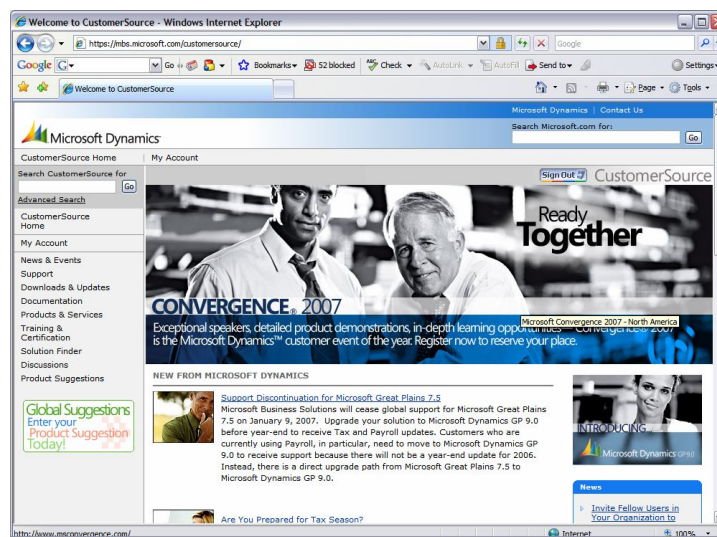 Welcome to CustomerSource - Windows Internet Explorer
https://mbs.microsoft.com/customersource/
Google
Google G
Go
Bookmarks
52 blocked
Check
AutoLink
AutoFill
Send to
Settings
Welcome to CustomerSource
Page
Tools
Microsoft Dynamics | Contact Us
Microsoft Dynamics
Search Microsoft.com for:
Go
CustomerSource Home | My Account
Search CustomerSource for
Go
Advanced Search
CustomerSource
Home
My Account
News & Events
Support
Downloads & Updates
Documentation
Products & Services
Training &
Certification
Solution Finder
Discussions
Product Suggestions
Global Suggestions
Enter your
Product Suggestion
Today!
Sign Out
CustomerSource
Ready
Together
CONVERGENCE® 2007
Microsoft Convergence 2007 - North America
Exceptional speakers, detailed product demonstrations, in-depth learning opportunities — Convergence® 2007
is the Microsoft Dynamics™ customer event of the year. Register now to reserve your place.
NEW FROM MICROSOFT DYNAMICS
Support Discontinuation for Microsoft Great Plains 7.5
Microsoft Business Solutions will cease global support for Microsoft Great Plains
7.5 on January 9, 2007. Upgrade your solution to Microsoft Dynamics GP 9.0
before year-end to receive Tax and Payroll updates. Customers who are
currently using Payroll, in particular, need to move to Microsoft Dynamics GP
9.0 to receive support because there will not be a year-end update for 2006.
Instead, there is a direct upgrade path from Microsoft Great Plains 7.5 to
Microsoft Dynamics GP 9.0.
Are You Prepared for Tax Season?
INTRODUCING...
Microsoft Dynamics GP 9.0
News
Invite Fellow Users in
Your Organization to
http://www.msconvergence.com/
Internet
100%